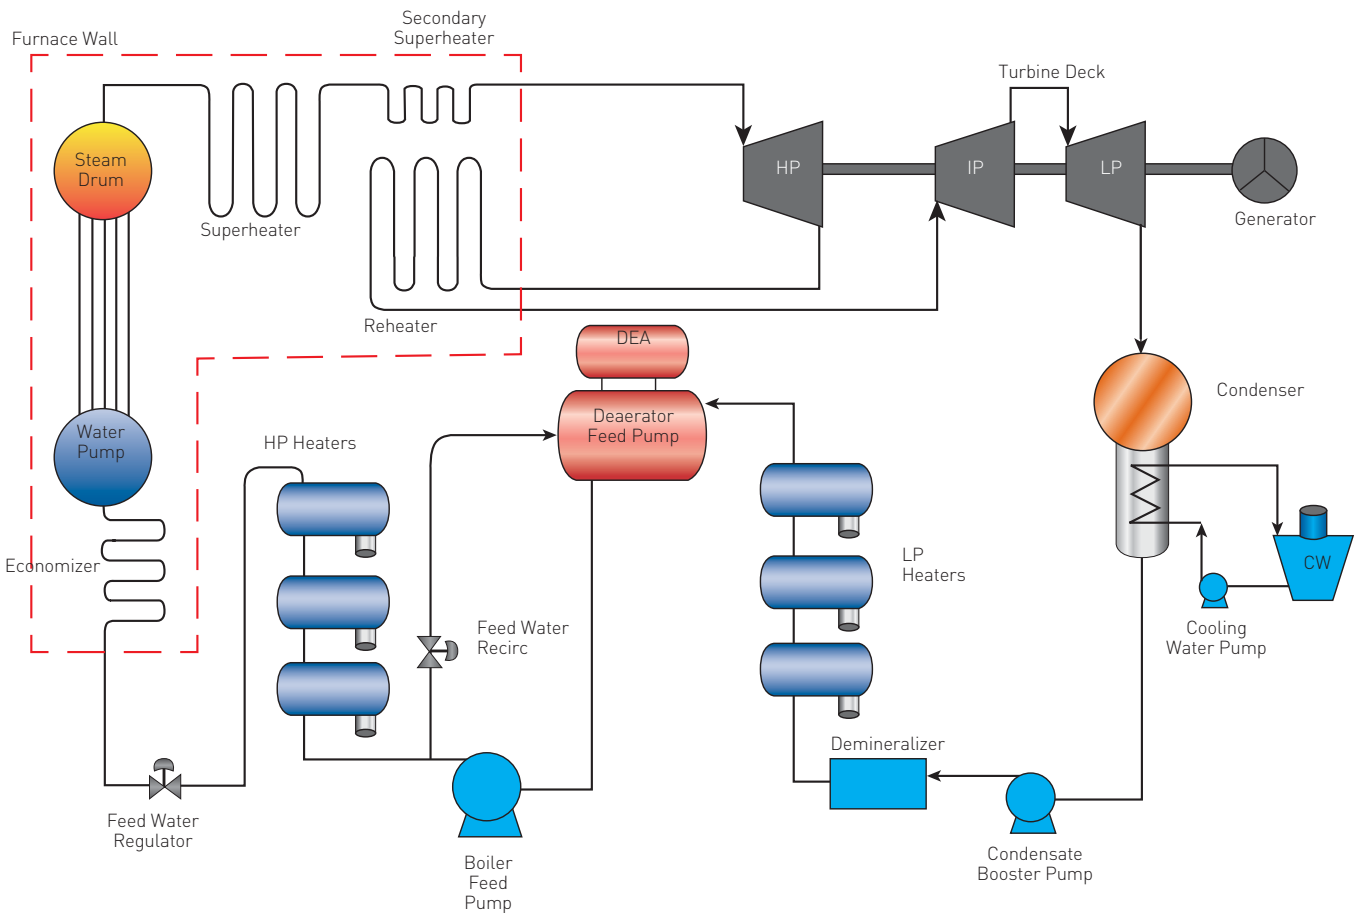 Secondary
Superheater
Furnace Wall
Turbine Deck
Steam
Drum
HP
IP
LP
Superheater
Generator
Reheater
DEA
Condenser
Deaerator
Feed Pump
Water
Pump
HP Heaters
LP
Heaters
Economizer
CW
Feed Water
Recirc
Cooling
Water Pump
Demineralizer
Feed Water
Regulator
Boiler
Feed
Pump
Condensate
Booster Pump